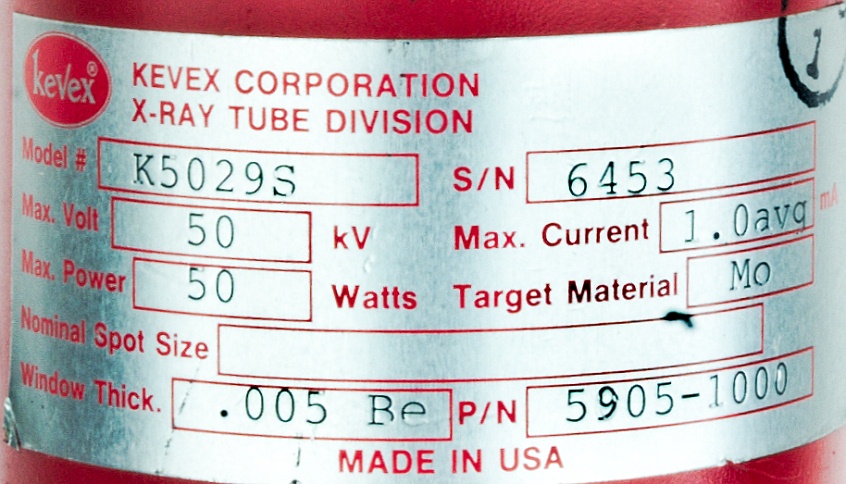 kevex®
KEVEX CORPORATION
X-RAY TUBE DIVISION
Model # K5029S S/N 6453
Max. Volt 50 kV Max. Current 1.0avg mA
Max. Power 50 Watts Target Material Mo
Nominal Spot Size
Window Thick. .005 Be P/N 5905-1000
MADE IN USA
1